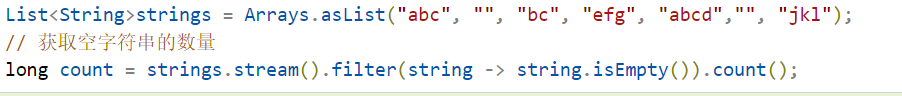 List<String>strings = Arrays.asList("abc", "", "bc", "efg", "abcd","", "jkl");
// 获取空字符串的数量
long count = strings.stream().filter(string -> string.isEmpty()).count();